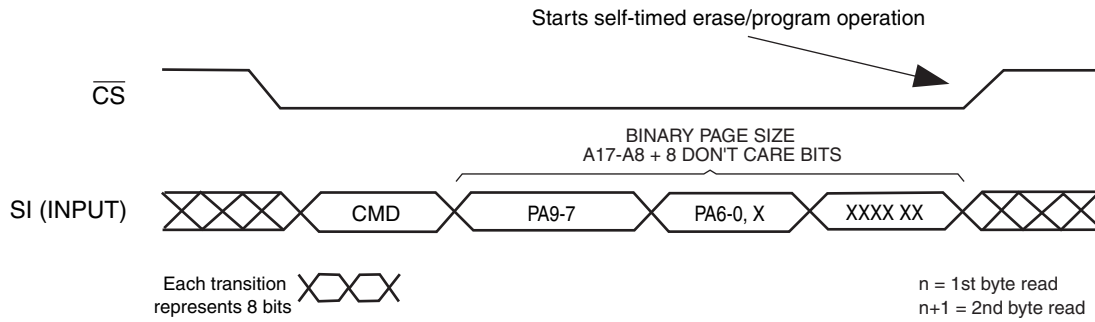 Starts self-timed erase/program operation
CS
BINARY PAGE SIZE
A17-A8 + 8 DON'T CARE BITS
SI (INPUT)
CMD
PA9-7
PA6-0, X
XXXX XX
Each transition
represents 8 bits
n = 1st byte read
n+1 = 2nd byte read